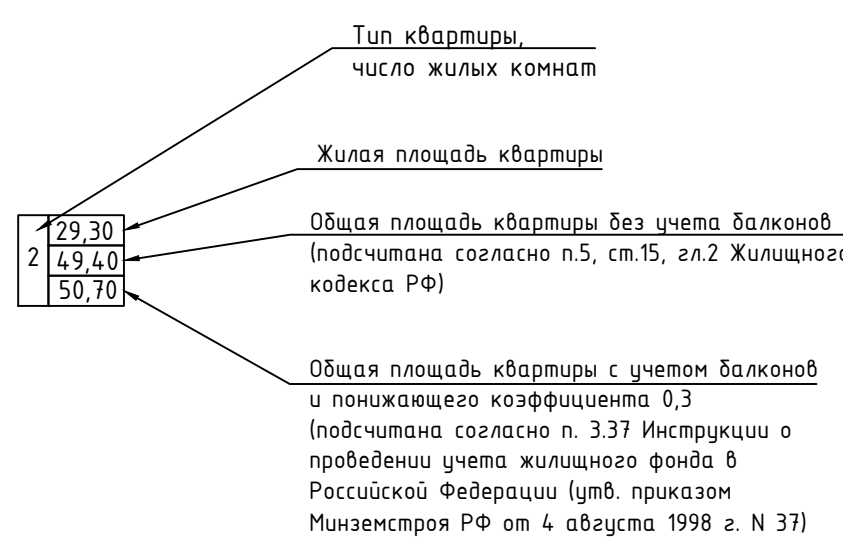 Тип квартиры,
число жилых комнат
Жилая площадь квартиры
2
29,30
49,40
50,70
Общая площадь квартиры без учета балконов
(подсчитана согласно п.5, ст.15, гл.2 Жилищного
кодекса РФ)
Общая площадь квартиры с учетом балконов
и понижающего коэффициента 0,3
(подсчитана согласно п. 3.37 Инструкции о
проведении учета жилищного фонда в
Российской Федерации (утв. приказом
Минземстроя РФ от 4 августа 1998 г. N 37)